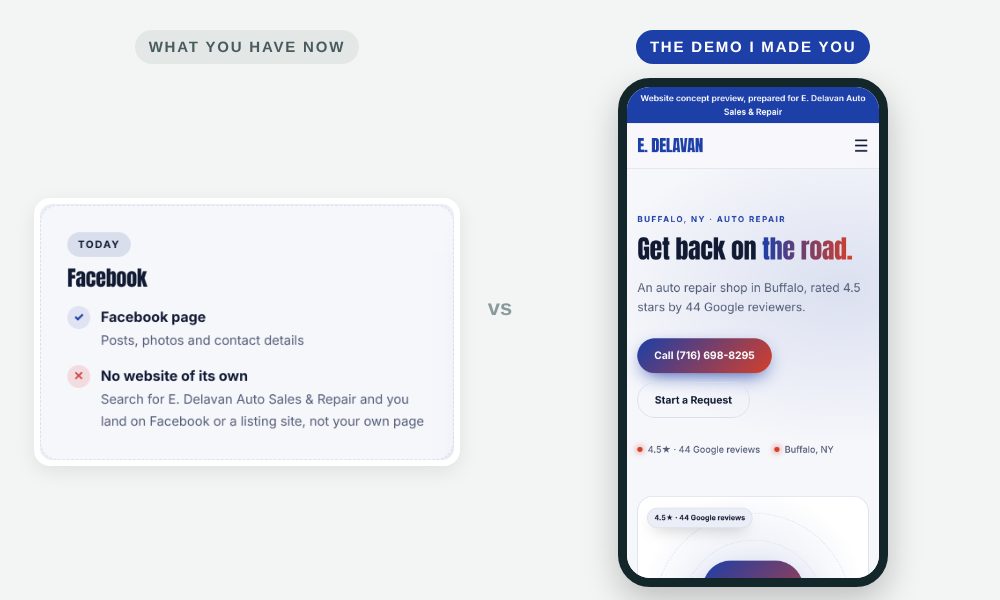 WHAT YOU HAVE NOW
TODAY
Facebook
Facebook page
Posts, photos and contact details
No website of its own
Search for E. Delavan Auto Sales & Repair and you
land on Facebook or a listing site, not your own page
vs
THE DEMO I MADE YOU
Website concept preview, prepared for E. Delavan Auto
Sales & Repair
E. DELAVAN
BUFFALO, NY · AUTO REPAIR
Get back on the road.
An auto repair shop in Buffalo, rated 4.5
stars by 44 Google reviewers.
Call (716) 698-8295
Start a Request
4.5★ · 44 Google reviews
Buffalo, NY
4.5★ · 44 Google reviews